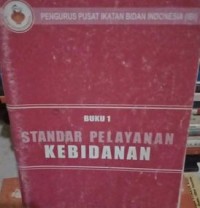 PENGURUS PUSAT IKATAN BIDAN INDONESIA (IBI)
BUKU 1
STANDAR PELAYANAN
KEBIDANAN